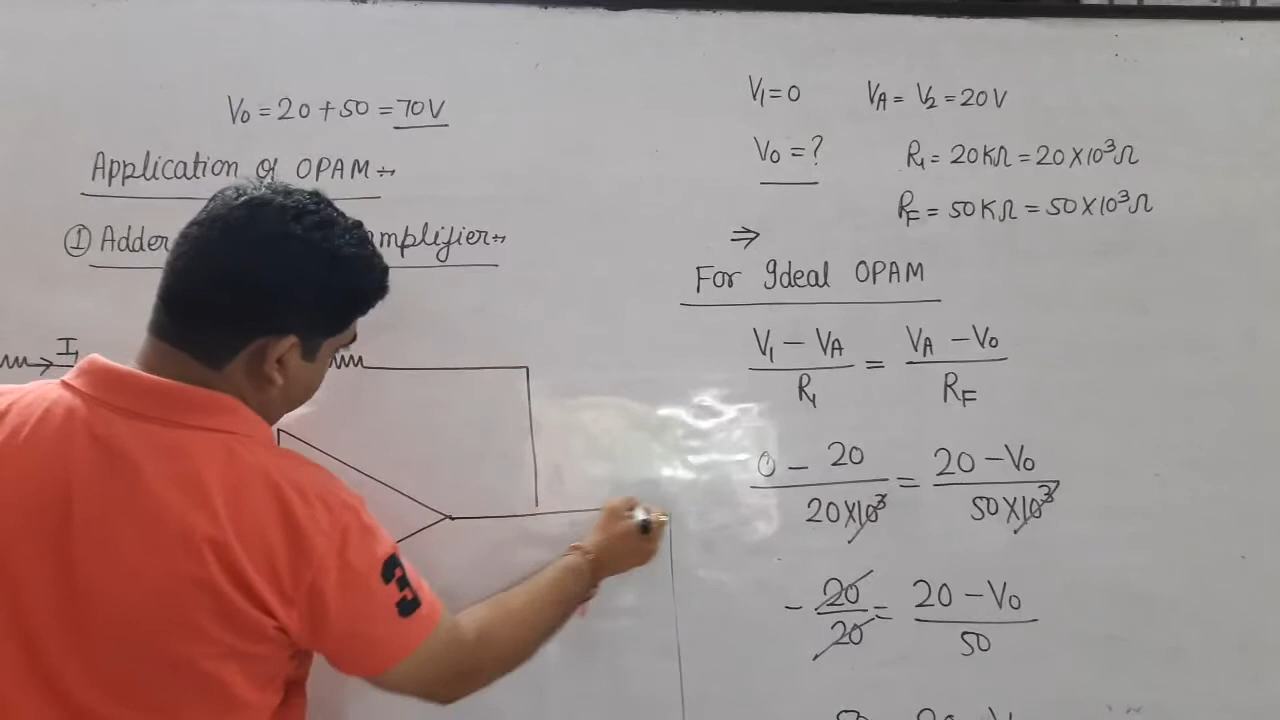 V₀ = 20 + 50 = 70V
Application of OPAM:-
① Adder mplifier:-
I₁
3
V₁ = 0 V_A = V₂ = 20V
V₀ = ?
R₁ = 20KΩ = 20×10³Ω
R_F = 50KΩ = 50×10³Ω
⇒
For Ideal OPAM
(V₁ - V_A)/R₁ = (V_A - V₀)/R_F
(0 - 20)/(20×10³) = (20 - V₀)/(50×10³)
- 20/20 = (20 - V₀)/50